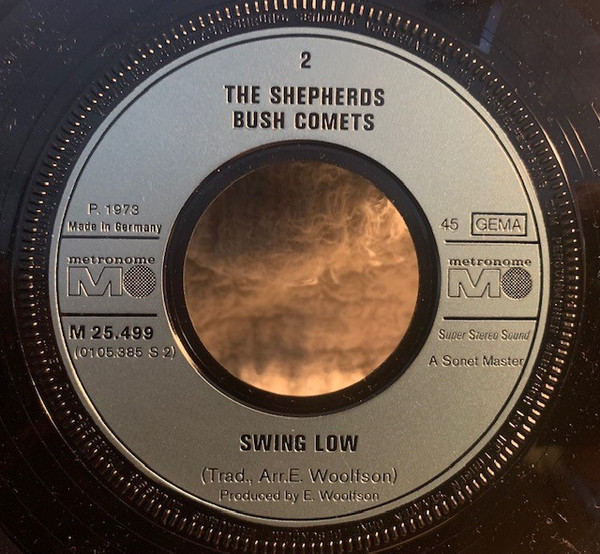 2
THE SHEPHERDS
BUSH COMETS
P. 1973
Made in Germany
45 GEMA
metronome
M
metronome
M
M 25.499
(0105.385 S 2)
Super Stereo Sound
A Sonet Master
SWING LOW
(Trad., Arr.E. Woolfson)
Produced by E. Woolfson